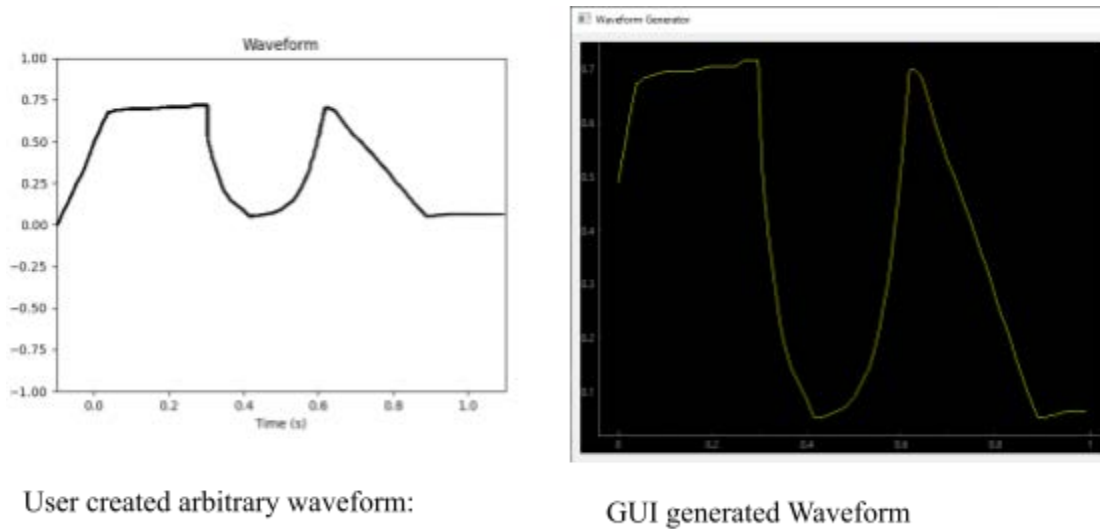 Waveform
1.00
0.75
0.50
0.25
0.00
−0.25
−0.50
−0.75
−1.00
0.0 0.2 0.4 0.6 0.8 1.0
Time (s)
User created arbitrary waveform:
Waveform Generator
0.7
0.6
0.5
0.4
0.3
0.2
0.1
0 0.2 0.4 0.6 0.8 1
GUI generated Waveform